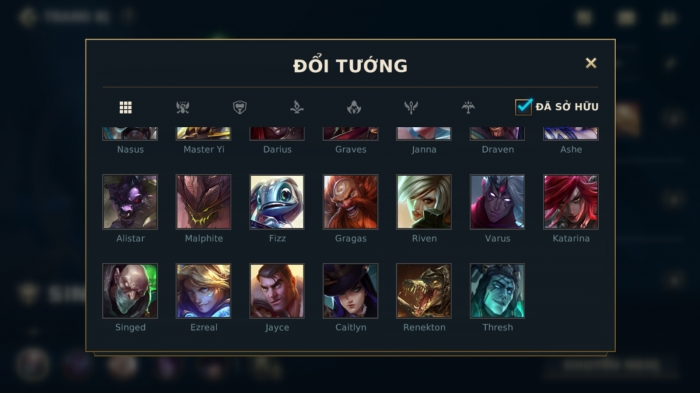 ĐỔI TƯỚNG
ĐÃ SỞ HỮU
Nasus Master Yi Darius Graves Janna Draven Ashe
Alistar Malphite Fizz Gragas Riven Varus Katarina
Singed Ezreal Jayce Caitlyn Renekton Thresh